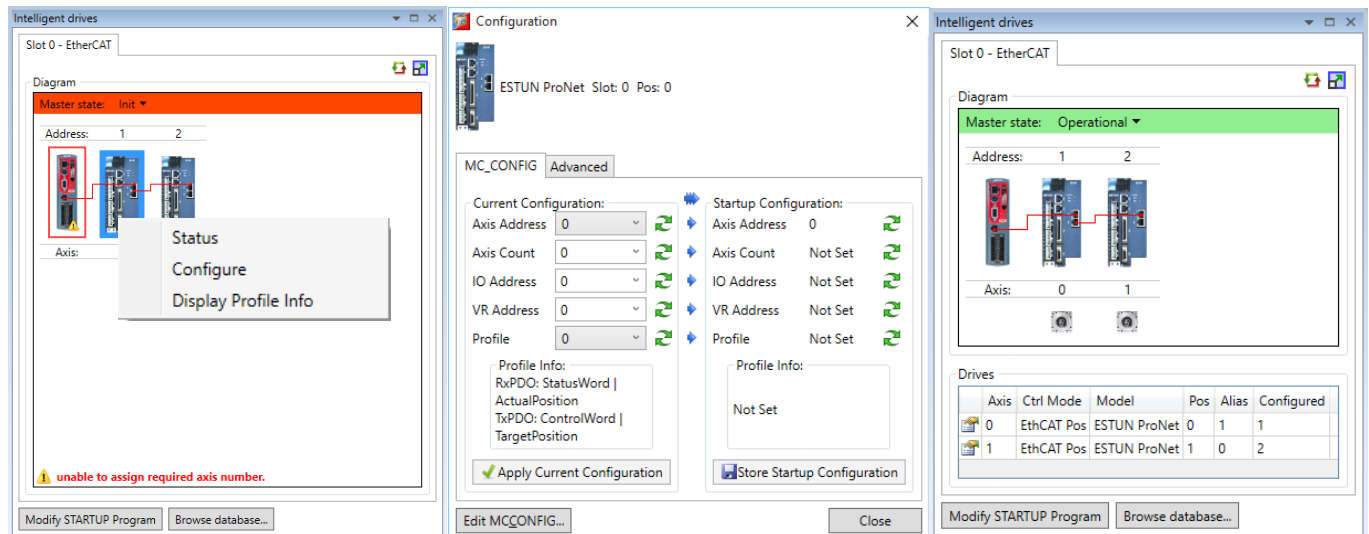 Intelligent drives
Slot 0 - EtherCAT
Diagram
Master state: Init
Address: 1 2
Status
Configure
Display Profile Info
Axis:
unable to assign required axis number.
Modify STARTUP Program Browse database...
Configuration
ESTUN ProNet Slot: 0 Pos: 0
MC_CONFIG Advanced
Current Configuration: Startup Configuration:
Axis Address 0 Axis Address 0
Axis Count 0 Axis Count Not Set
IO Address 0 IO Address Not Set
VR Address 0 VR Address Not Set
Profile 0 Profile Not Set
Profile Info: Profile Info:
RxPDO: StatusWord |
ActualPosition
TxPDO: ControlWord |
TargetPosition
Not Set
Apply Current Configuration Store Startup Configuration
Edit MCCONFIG... Close
Intelligent drives
Slot 0 - EtherCAT
Diagram
Master state: Operational
Address: 1 2
Axis: 0 1
Drives
Axis Ctrl Mode Model Pos Alias Configured
0 EthCAT Pos ESTUN ProNet 0 1 1
1 EthCAT Pos ESTUN ProNet 1 0 2
Modify STARTUP Program Browse database...